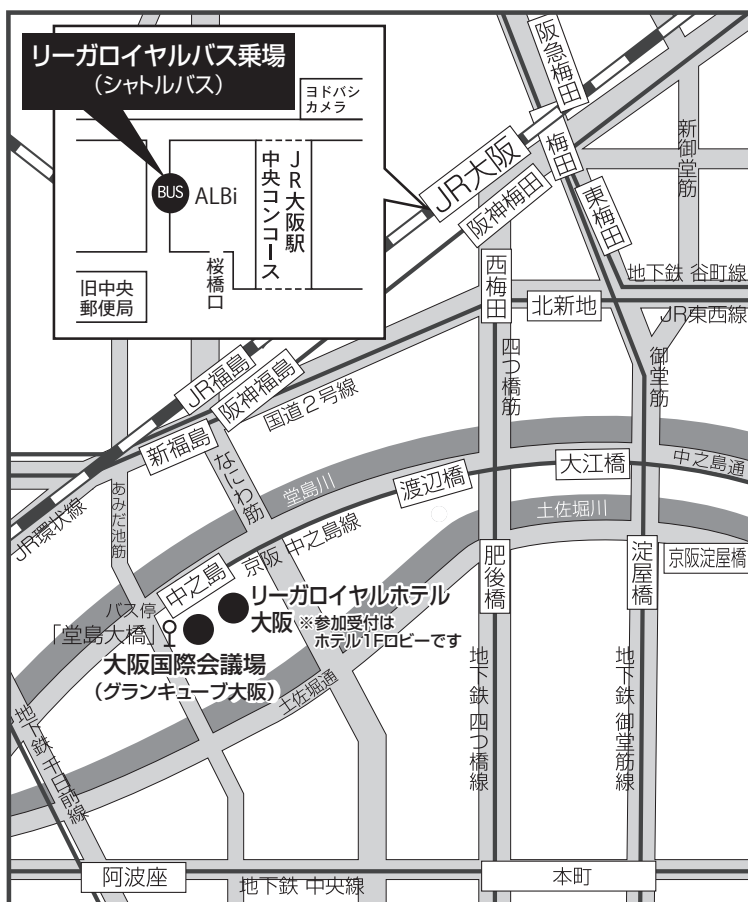 リーガロイヤルバス乗場
(シャトルバス)
ヨドバシ
カメラ
JR大阪駅
中央コンコース
BUS
ALBi
桜橋口
旧中央
郵便局
阪急梅田
新御堂筋
JR大阪
梅田
阪神梅田
東梅田
地下鉄 谷町線
西梅田
北新地
JR東西線
四つ橋筋
御堂筋
JR福島
阪神福島
国道2号線
新福島
なにわ筋
堂島川
渡辺橋
大江橋
中之島通
あみだ池筋
JR環状線
土佐堀川
中之島
京阪 中之島線
肥後橋
淀屋橋
京阪淀屋橋
リーガロイヤルホテル
大阪 ※参加受付は
ホテル1Fロビーです
バス停
「堂島大橋」
大阪国際会議場
(グランキューブ大阪)
土佐堀通
地下鉄 四つ橋線
地下鉄 御堂筋線
地下鉄 千日前線
阿波座
地下鉄 中央線
本町